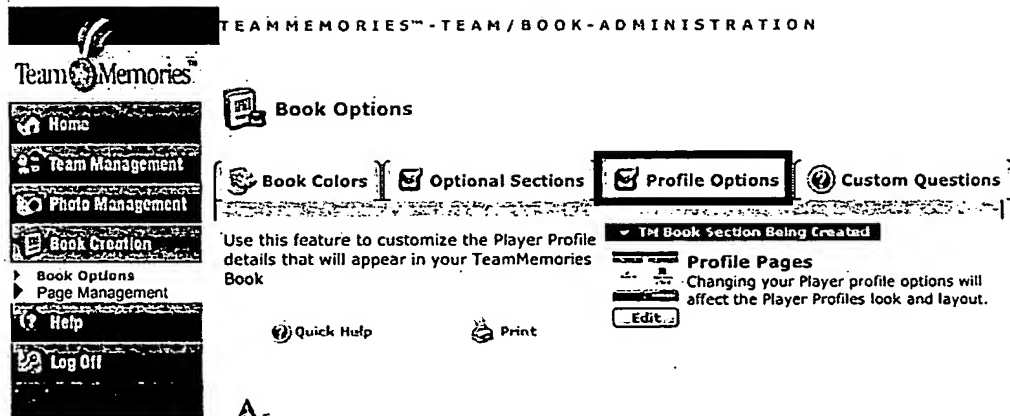 TEAMMEMORIES™-TEAM/BOOK-ADMINISTRATION
Team Memories™
Book Options
Home
Team Management
Photo Management
Book Creation
Book Options
Page Management
Help
Log Off
Book Colors
Optional Sections
Profile Options
Custom Questions
Use this feature to customize the Player Profile
details that will appear in your TeamMemories
Book
Quick Help
Print
TM Book Section Being Created
Profile Pages
Changing your Player profile options will
affect the Player Profiles look and layout.
Edit